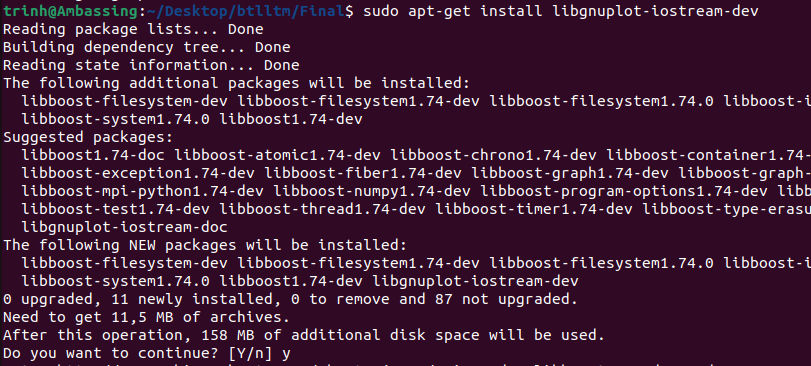 trinh@Ambassing:~/Desktop/btlltm/Final$ sudo apt-get install libgnuplot-iostream-dev
Reading package lists... Done
Building dependency tree... Done
Reading state information... Done
The following additional packages will be installed:
  libboost-filesystem-dev libboost-filesystem1.74-dev libboost-filesystem1.74.0 libboost-i
  libboost-system1.74.0 libboost1.74-dev
Suggested packages:
  libboost1.74-doc libboost-atomic1.74-dev libboost-chrono1.74-dev libboost-container1.74-
  libboost-exception1.74-dev libboost-fiber1.74-dev libboost-graph1.74-dev libboost-graph-
  libboost-mpi-python1.74-dev libboost-numpy1.74-dev libboost-program-options1.74-dev libb
  libboost-test1.74-dev libboost-thread1.74-dev libboost-timer1.74-dev libboost-type-erasu
  libgnuplot-iostream-doc
The following NEW packages will be installed:
  libboost-filesystem-dev libboost-filesystem1.74-dev libboost-filesystem1.74.0 libboost-i
  libboost-system1.74.0 libboost1.74-dev libgnuplot-iostream-dev
0 upgraded, 11 newly installed, 0 to remove and 87 not upgraded.
Need to get 11,5 MB of archives.
After this operation, 158 MB of additional disk space will be used.
Do you want to continue? [Y/n] y